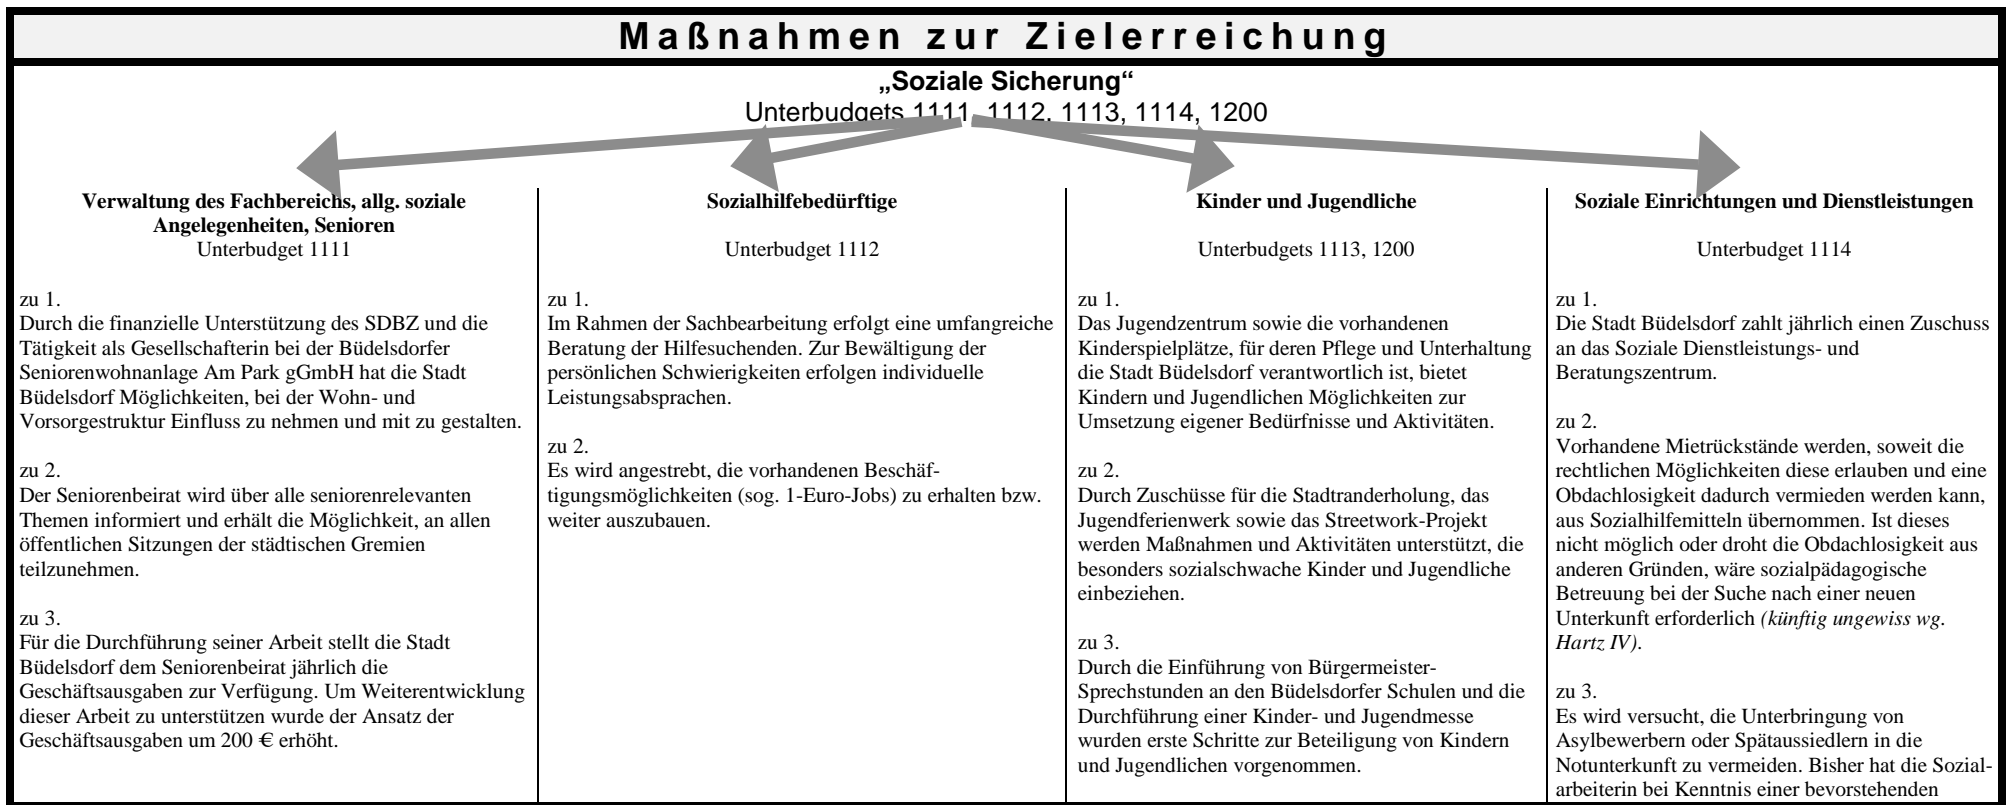 Maßnahmen zur Zielerreichung
„Soziale Sicherung“
Unterbudgets 1111, 1112, 1113, 1114, 1200
Verwaltung des Fachbereichs, allg. soziale
Angelegenheiten, Senioren
Unterbudget 1111
zu 1.
Durch die finanzielle Unterstützung des SDBZ und die
Tätigkeit als Gesellschafterin bei der Büdelsdorfer
Seniorenwohnanlage Am Park gGmbH hat die Stadt
Büdelsdorf Möglichkeiten, bei der Wohn- und
Vorsorgestruktur Einfluss zu nehmen und mit zu gestalten.
zu 2.
Der Seniorenbeirat wird über alle seniorenrelevanten
Themen informiert und erhält die Möglichkeit, an allen
öffentlichen Sitzungen der städtischen Gremien
teilzunehmen.
zu 3.
Für die Durchführung seiner Arbeit stellt die Stadt
Büdelsdorf dem Seniorenbeirat jährlich die
Geschäftsausgaben zur Verfügung. Um Weiterentwicklung
dieser Arbeit zu unterstützen wurde der Ansatz der
Geschäftsausgaben um 200 € erhöht.
Sozialhilfebedürftige
Unterbudget 1112
zu 1.
Im Rahmen der Sachbearbeitung erfolgt eine umfangreiche
Beratung der Hilfesuchenden. Zur Bewältigung der
persönlichen Schwierigkeiten erfolgen individuelle
Leistungsabsprachen.
zu 2.
Es wird angestrebt, die vorhandenen Beschäf-
tigungsmöglichkeiten (sog. 1-Euro-Jobs) zu erhalten bzw.
weiter auszubauen.
Kinder und Jugendliche
Unterbudgets 1113, 1200
zu 1.
Das Jugendzentrum sowie die vorhandenen
Kinderspielplätze, für deren Pflege und Unterhaltung
die Stadt Büdelsdorf verantwortlich ist, bietet
Kindern und Jugendlichen Möglichkeiten zur
Umsetzung eigener Bedürfnisse und Aktivitäten.
zu 2.
Durch Zuschüsse für die Stadtranderholung, das
Jugendferienwerk sowie das Streetwork-Projekt
werden Maßnahmen und Aktivitäten unterstützt, die
besonders sozialschwache Kinder und Jugendliche
einbeziehen.
zu 3.
Durch die Einführung von Bürgermeister-
Sprechstunden an den Büdelsdorfer Schulen und die
Durchführung einer Kinder- und Jugendmesse
wurden erste Schritte zur Beteiligung von Kindern
und Jugendlichen vorgenommen.
Soziale Einrichtungen und Dienstleistungen
Unterbudget 1114
zu 1.
Die Stadt Büdelsdorf zahlt jährlich einen Zuschuss
an das Soziale Dienstleistungs- und
Beratungszentrum.
zu 2.
Vorhandene Mietrückstände werden, soweit die
rechtlichen Möglichkeiten diese erlauben und eine
Obdachlosigkeit dadurch vermieden werden kann,
aus Sozialhilfemitteln übernommen. Ist dieses
nicht möglich oder droht die Obdachlosigkeit aus
anderen Gründen, wäre sozialpädagogische
Betreuung bei der Suche nach einer neuen
Unterkunft erforderlich (künftig ungewiss wg.
Hartz IV).
zu 3.
Es wird versucht, die Unterbringung von
Asylbewerbern oder Spätaussiedlern in die
Notunterkunft zu vermeiden. Bisher hat die Sozial-
arbeiterin bei Kenntnis einer bevorstehenden